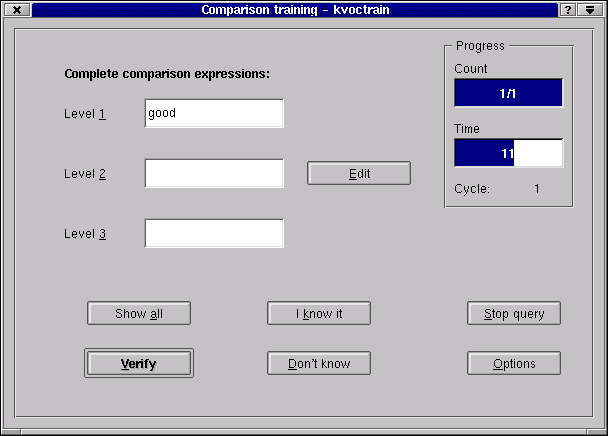 Comparison training - kvoctrain
?
Progress
Complete comparison expressions:
Count
1/1
Level 1
good
Time
11
Level 2
Edit
Cycle: 1
Level 3
Show all
I know it
Stop query
Verify
Don't know
Options